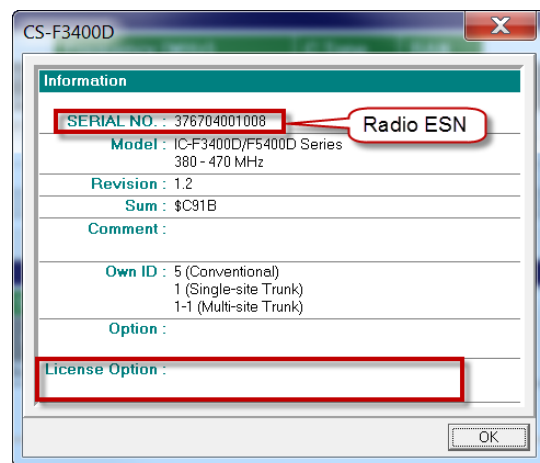 CS-F3400D
X
Information
SERIAL NO. : 376704001008
Radio ESN
Model : IC-F3400D/F5400D Series
380 - 470 MHz
Revision : 1.2
Sum : $C91B
Comment :
Own ID : 5 (Conventional)
1 (Single-site Trunk)
1-1 (Multi-site Trunk)
Option :
License Option :
OK